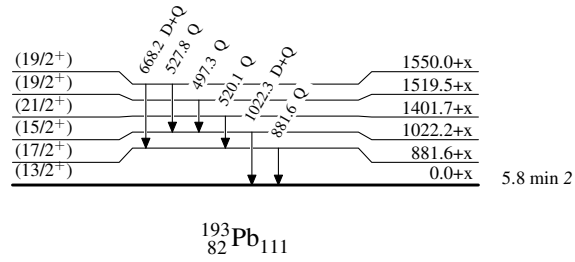 (19/2+) 668.2 D+Q 527.8 Q 497.3 Q 520.1 Q 1022.3 D+Q 881.6 Q 1550.0+x
(19/2+) 1519.5+x
(21/2+) 1401.7+x
(15/2+) 1022.2+x
(17/2+) 881.6+x
(13/2+) 0.0+x 5.8 min 2
193 82 Pb 111